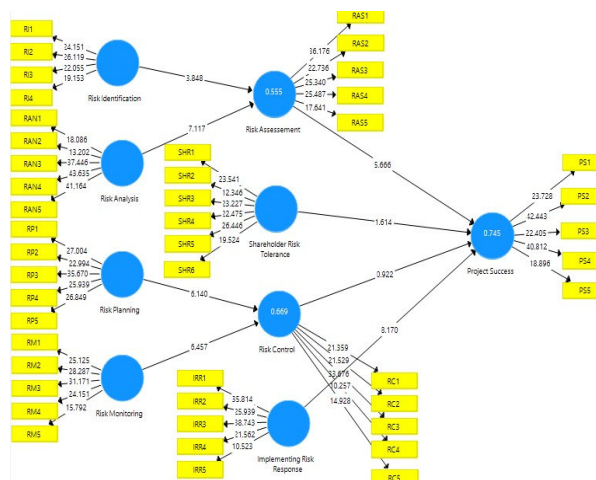 RI1
RI2
RI3
RI4
24.151
26.119
22.055
19.153
Risk Identification
3.848
RAN1
RAN2
RAN3
RAN4
RAN5
18.086
13.202
37.446
43.635
41.164
Risk Analysis
7.117
0.555
Risk Assessement
RAS1
RAS2
RAS3
RAS4
RAS5
36.176
22.736
25.340
25.487
17.641
5.666
SHR1
SHR2
SHR3
SHR4
SHR5
SHR6
23.541
12.346
22.475
26.446
19.524
Shareholder Risk
Tolerance
1.614
RP1
RP2
RP3
RP4
RP5
27.004
22.994
35.670
25.939
26.849
Risk Planning
6.140
RM1
RM2
RM3
RM4
RM5
25.125
28.287
31.171
24.151
15.792
Risk Monitoring
6.457
0.669
Risk Control
0.922
21.359
21.529
33.676
10.257
14.928
RC1
RC2
RC3
RC4
RC5
IRR1
IRR2
IRR3
IRR4
IRR5
35.814
25.939
38.743
21.562
10.523
Implementing Risk
Response
8.170
0.745
Project Success
23.728
42.443
22.405
40.812
18.896
PS1
PS2
PS3
PS4
PS5